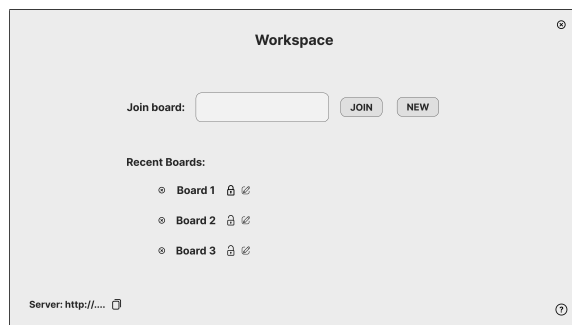 Workspace
Join board: JOIN NEW
Recent Boards:
Board 1
Board 2
Board 3
Server: http://.... ?